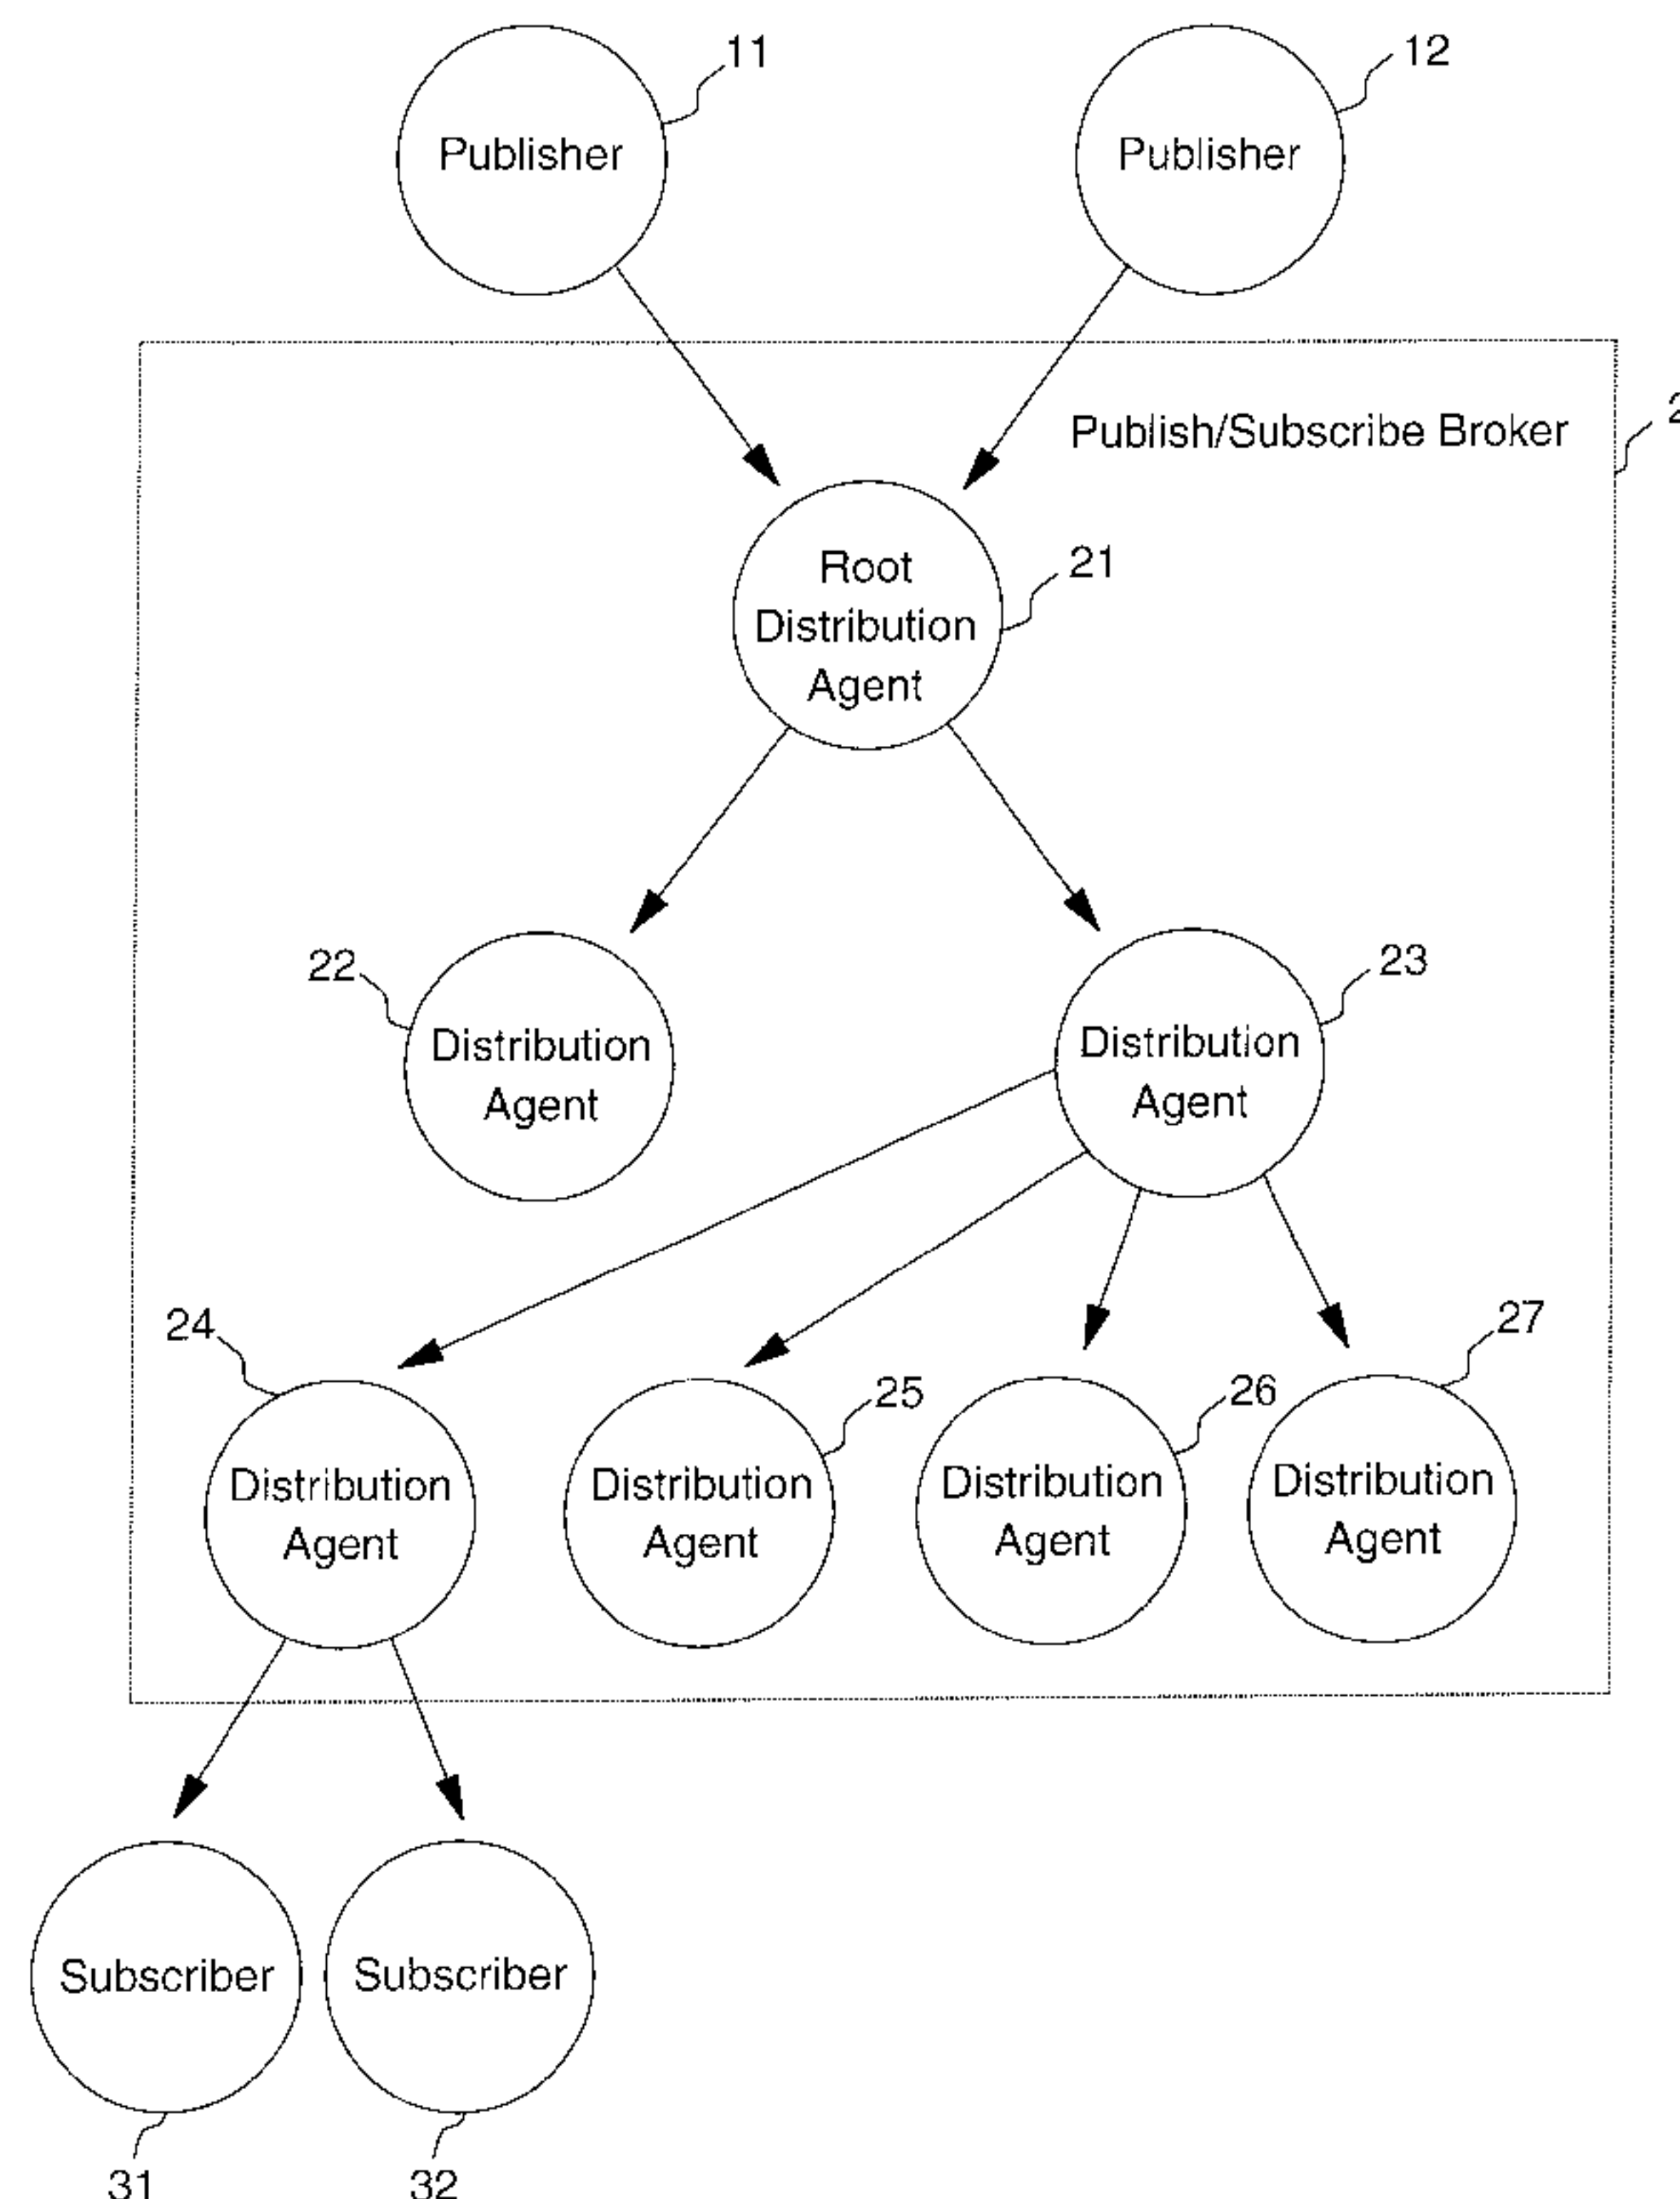 11
12
Publisher
Publisher
Publish/Subscribe Broker
Root
Distribution
Agent
21
22
23
Distribution
Agent
Distribution
Agent
24
25
26
27
Distribution
Agent
Distribution
Agent
Distribution
Agent
Distribution
Agent
Subscriber
Subscriber
31
32